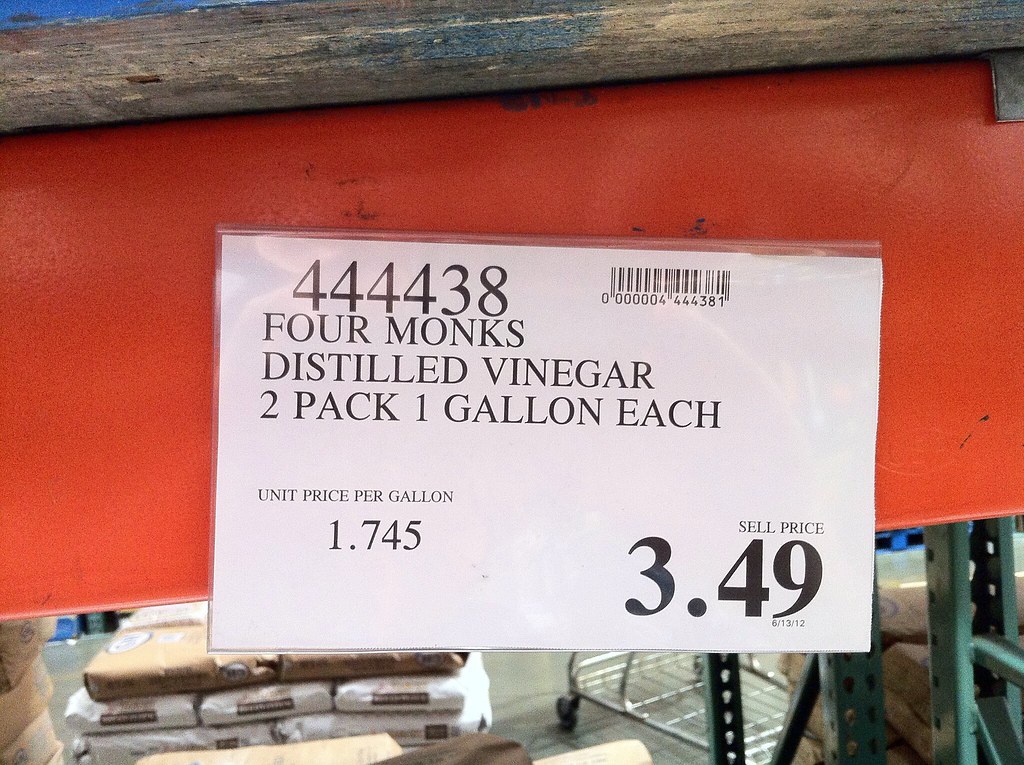 444438
0 000004 444381
FOUR MONKS
DISTILLED VINEGAR
2 PACK 1 GALLON EACH
UNIT PRICE PER GALLON
1.745
SELL PRICE
3.49
6/13/12